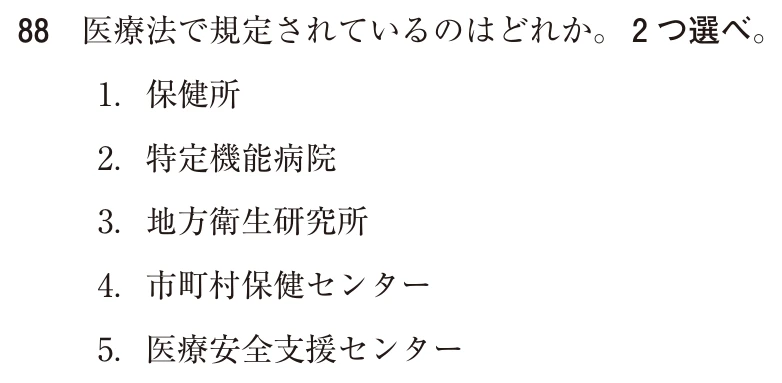 88 医療法で規定されているのはどれか。2つ選べ。
1. 保健所
2. 特定機能病院
3. 地方衛生研究所
4. 市町村保健センター
5. 医療安全支援センター